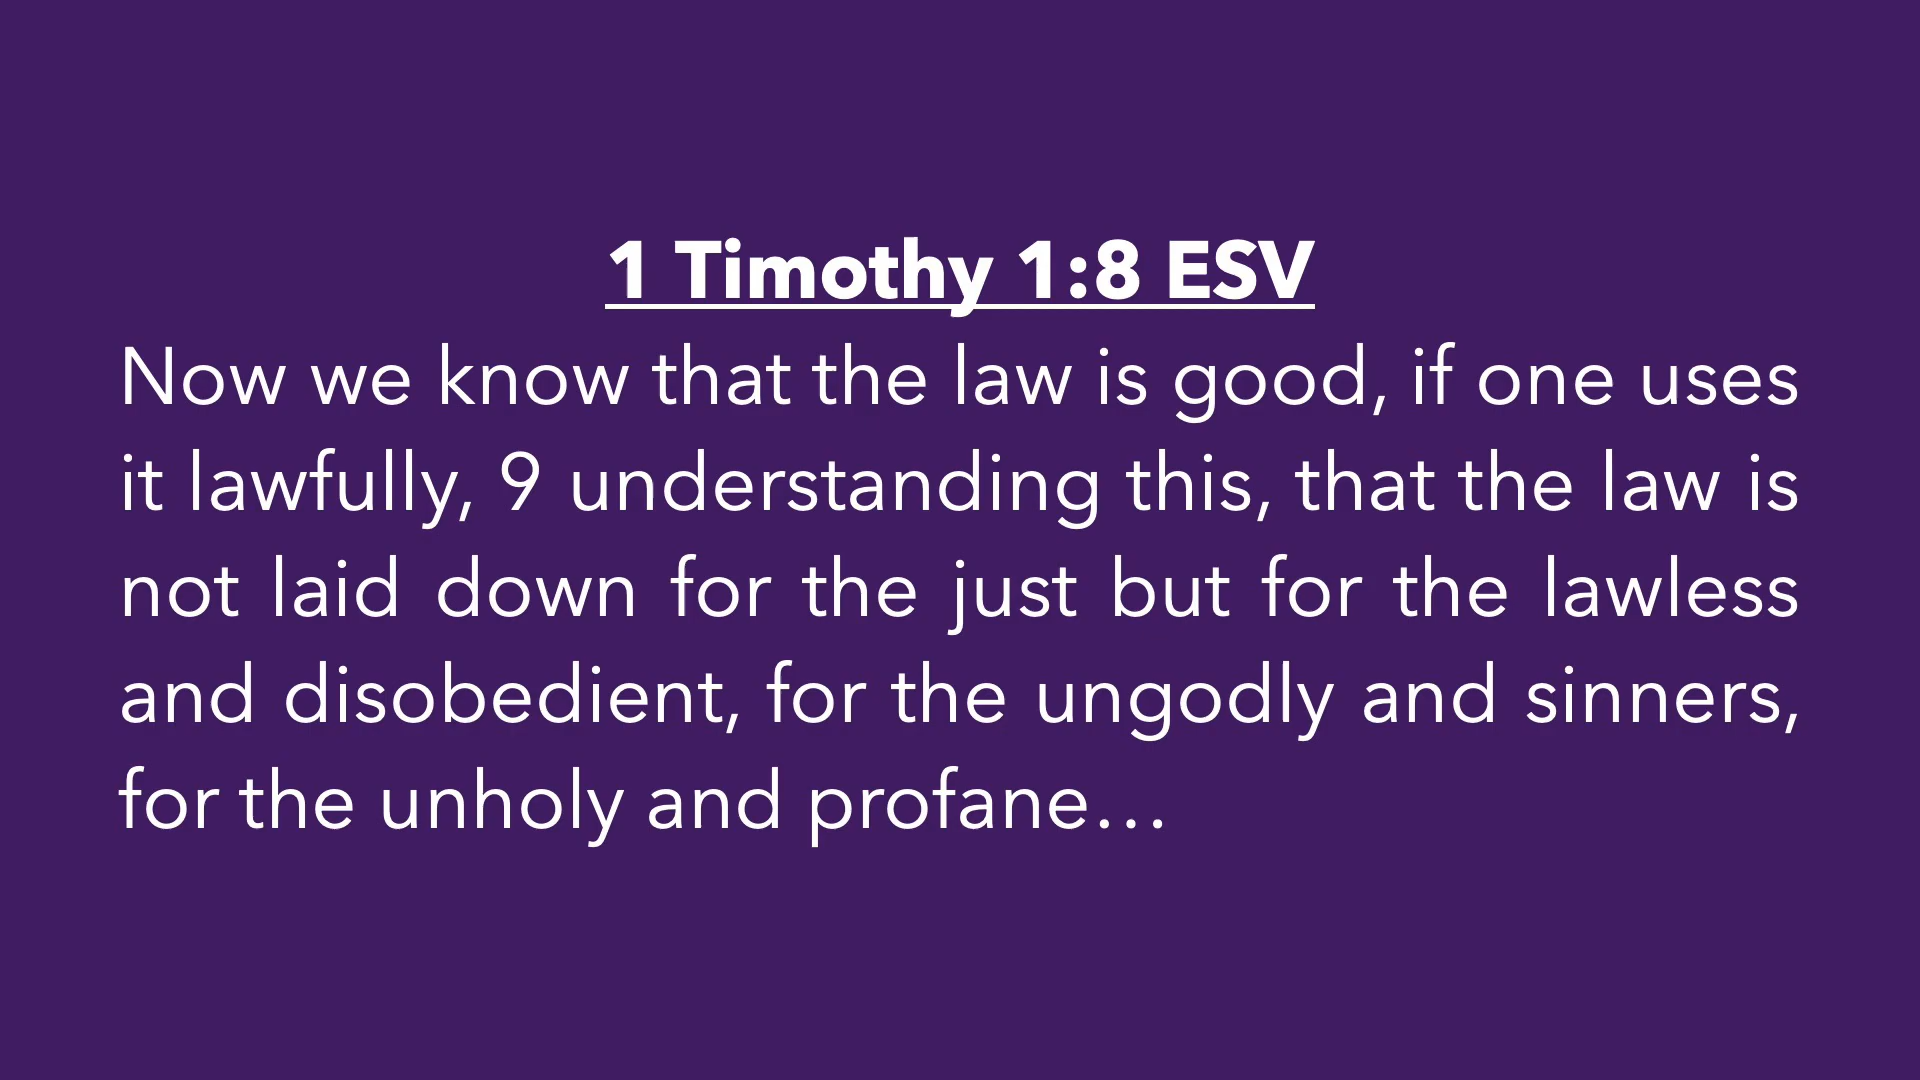 1 Timothy 1:8 ESV
Now we know that the law is good, if one uses
it lawfully, 9 understanding this, that the law is
not laid down for the just but for the lawless
and disobedient, for the ungodly and sinners,
for the unholy and profane…